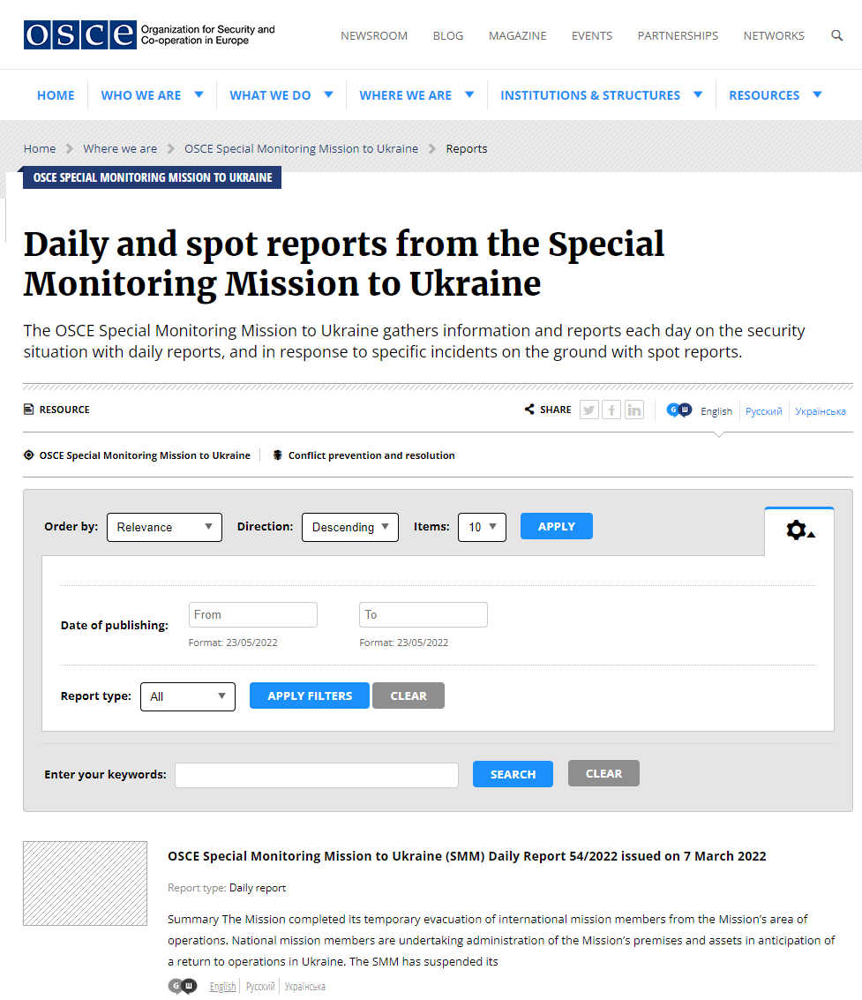 osce Organization for Security and
Co-operation in Europe
NEWSROOM BLOG MAGAZINE EVENTS PARTNERSHIPS NETWORKS
HOME WHO WE ARE WHAT WE DO WHERE WE ARE INSTITUTIONS & STRUCTURES RESOURCES
Home Where we are OSCE Special Monitoring Mission to Ukraine Reports
OSCE SPECIAL MONITORING MISSION TO UKRAINE
Daily and spot reports from the Special
Monitoring Mission to Ukraine
The OSCE Special Monitoring Mission to Ukraine gathers information and reports each day on the security
situation with daily reports, and in response to specific incidents on the ground with spot reports.
RESOURCE SHARE f in G Ш English Русский Українська
OSCE Special Monitoring Mission to Ukraine Conflict prevention and resolution
Order by: Relevance Direction: Descending Items: 10 APPLY
Date of publishing: From To
Format: 23/05/2022 Format: 23/05/2022
Report type: All APPLY FILTERS CLEAR
Enter your keywords: SEARCH CLEAR
OSCE Special Monitoring Mission to Ukraine (SMM) Daily Report 54/2022 issued on 7 March 2022
Report type: Daily report
Summary The Mission completed its temporary evacuation of international mission members from the Mission's area of
operations. National mission members are undertaking administration of the Mission's premises and assets in anticipation of
a return to operations in Ukraine. The SMM has suspended its
G Ш English Русский Українська